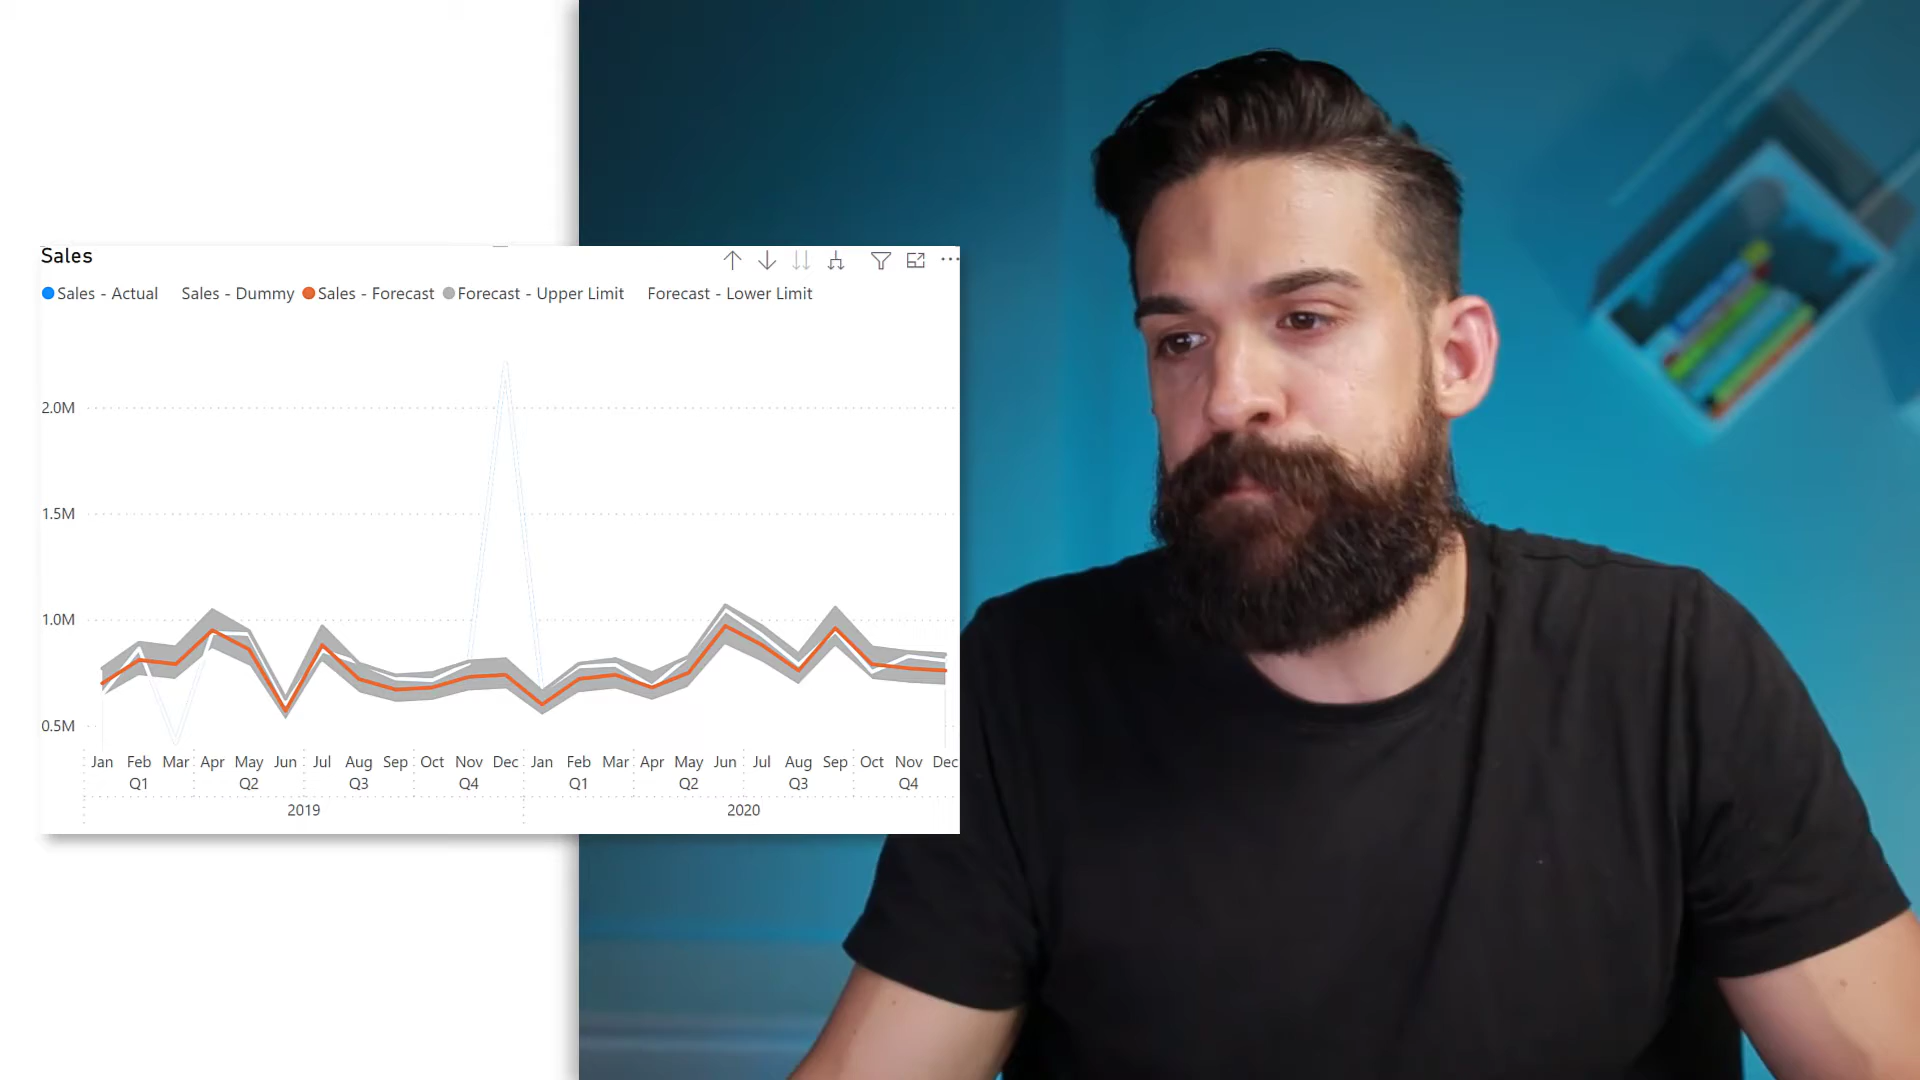 Sales
Sales - Actual Sales - Dummy Sales - Forecast Forecast - Upper Limit Forecast - Lower Limit
2.0M
1.5M
1.0M
0.5M
Jan Feb Mar Apr May Jun Jul Aug Sep Oct Nov Dec Jan Feb Mar Apr May Jun Jul Aug Sep Oct Nov Dec
Q1 Q2 Q3 Q4 Q1 Q2 Q3 Q4
2019 2020